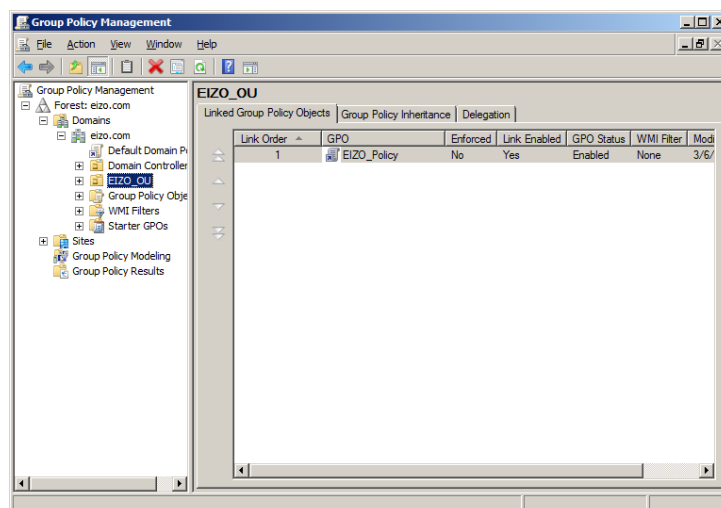 Group Policy Management
File Action View Window Help
Group Policy Management
Forest: eizo.com
Domains
eizo.com
Default Domain P
Domain Controller
EIZO_OU
Group Policy Obje
WMI Filters
Starter GPOs
Sites
Group Policy Modeling
Group Policy Results
EIZO_OU
Linked Group Policy Objects Group Policy Inheritance Delegation
Link Order GPO Enforced Link Enabled GPO Status WMI Filter Modi
1 EIZO_Policy No Yes Enabled None 3/6/